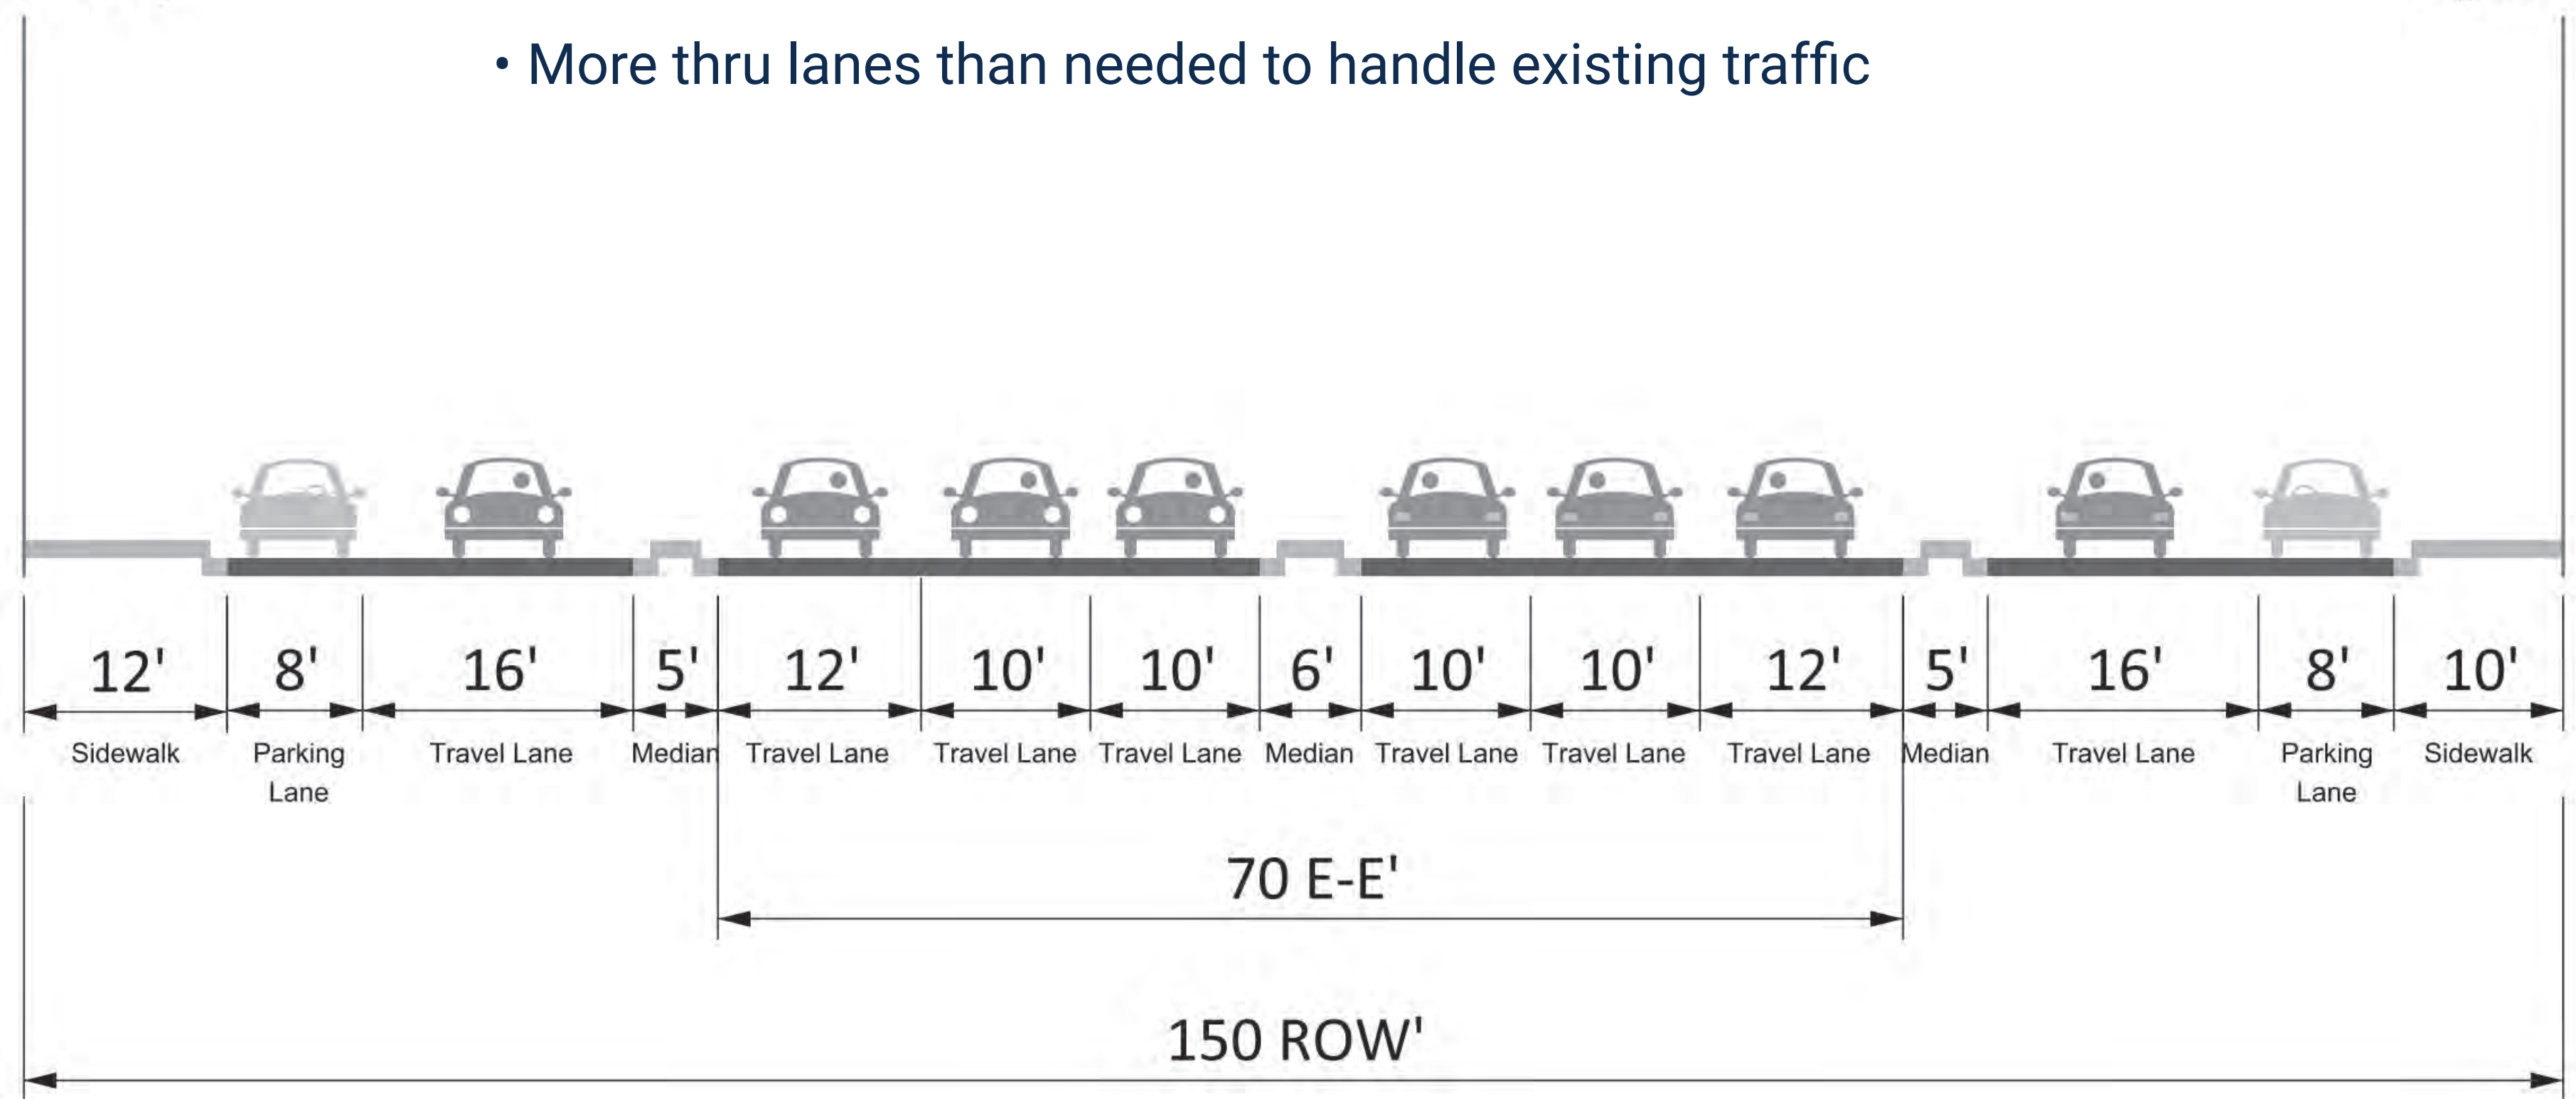 • More thru lanes than needed to handle existing traffic
12' 8' 16' 5' 12' 10' 10' 6' 10' 10' 12' 5' 16' 8' 10'
Sidewalk Parking Travel Lane Median Travel Lane Travel Lane Travel Lane Median Travel Lane Travel Lane Travel Lane Median Travel Lane Parking Sidewalk
Lane Lane
70 E-E'
150 ROW'